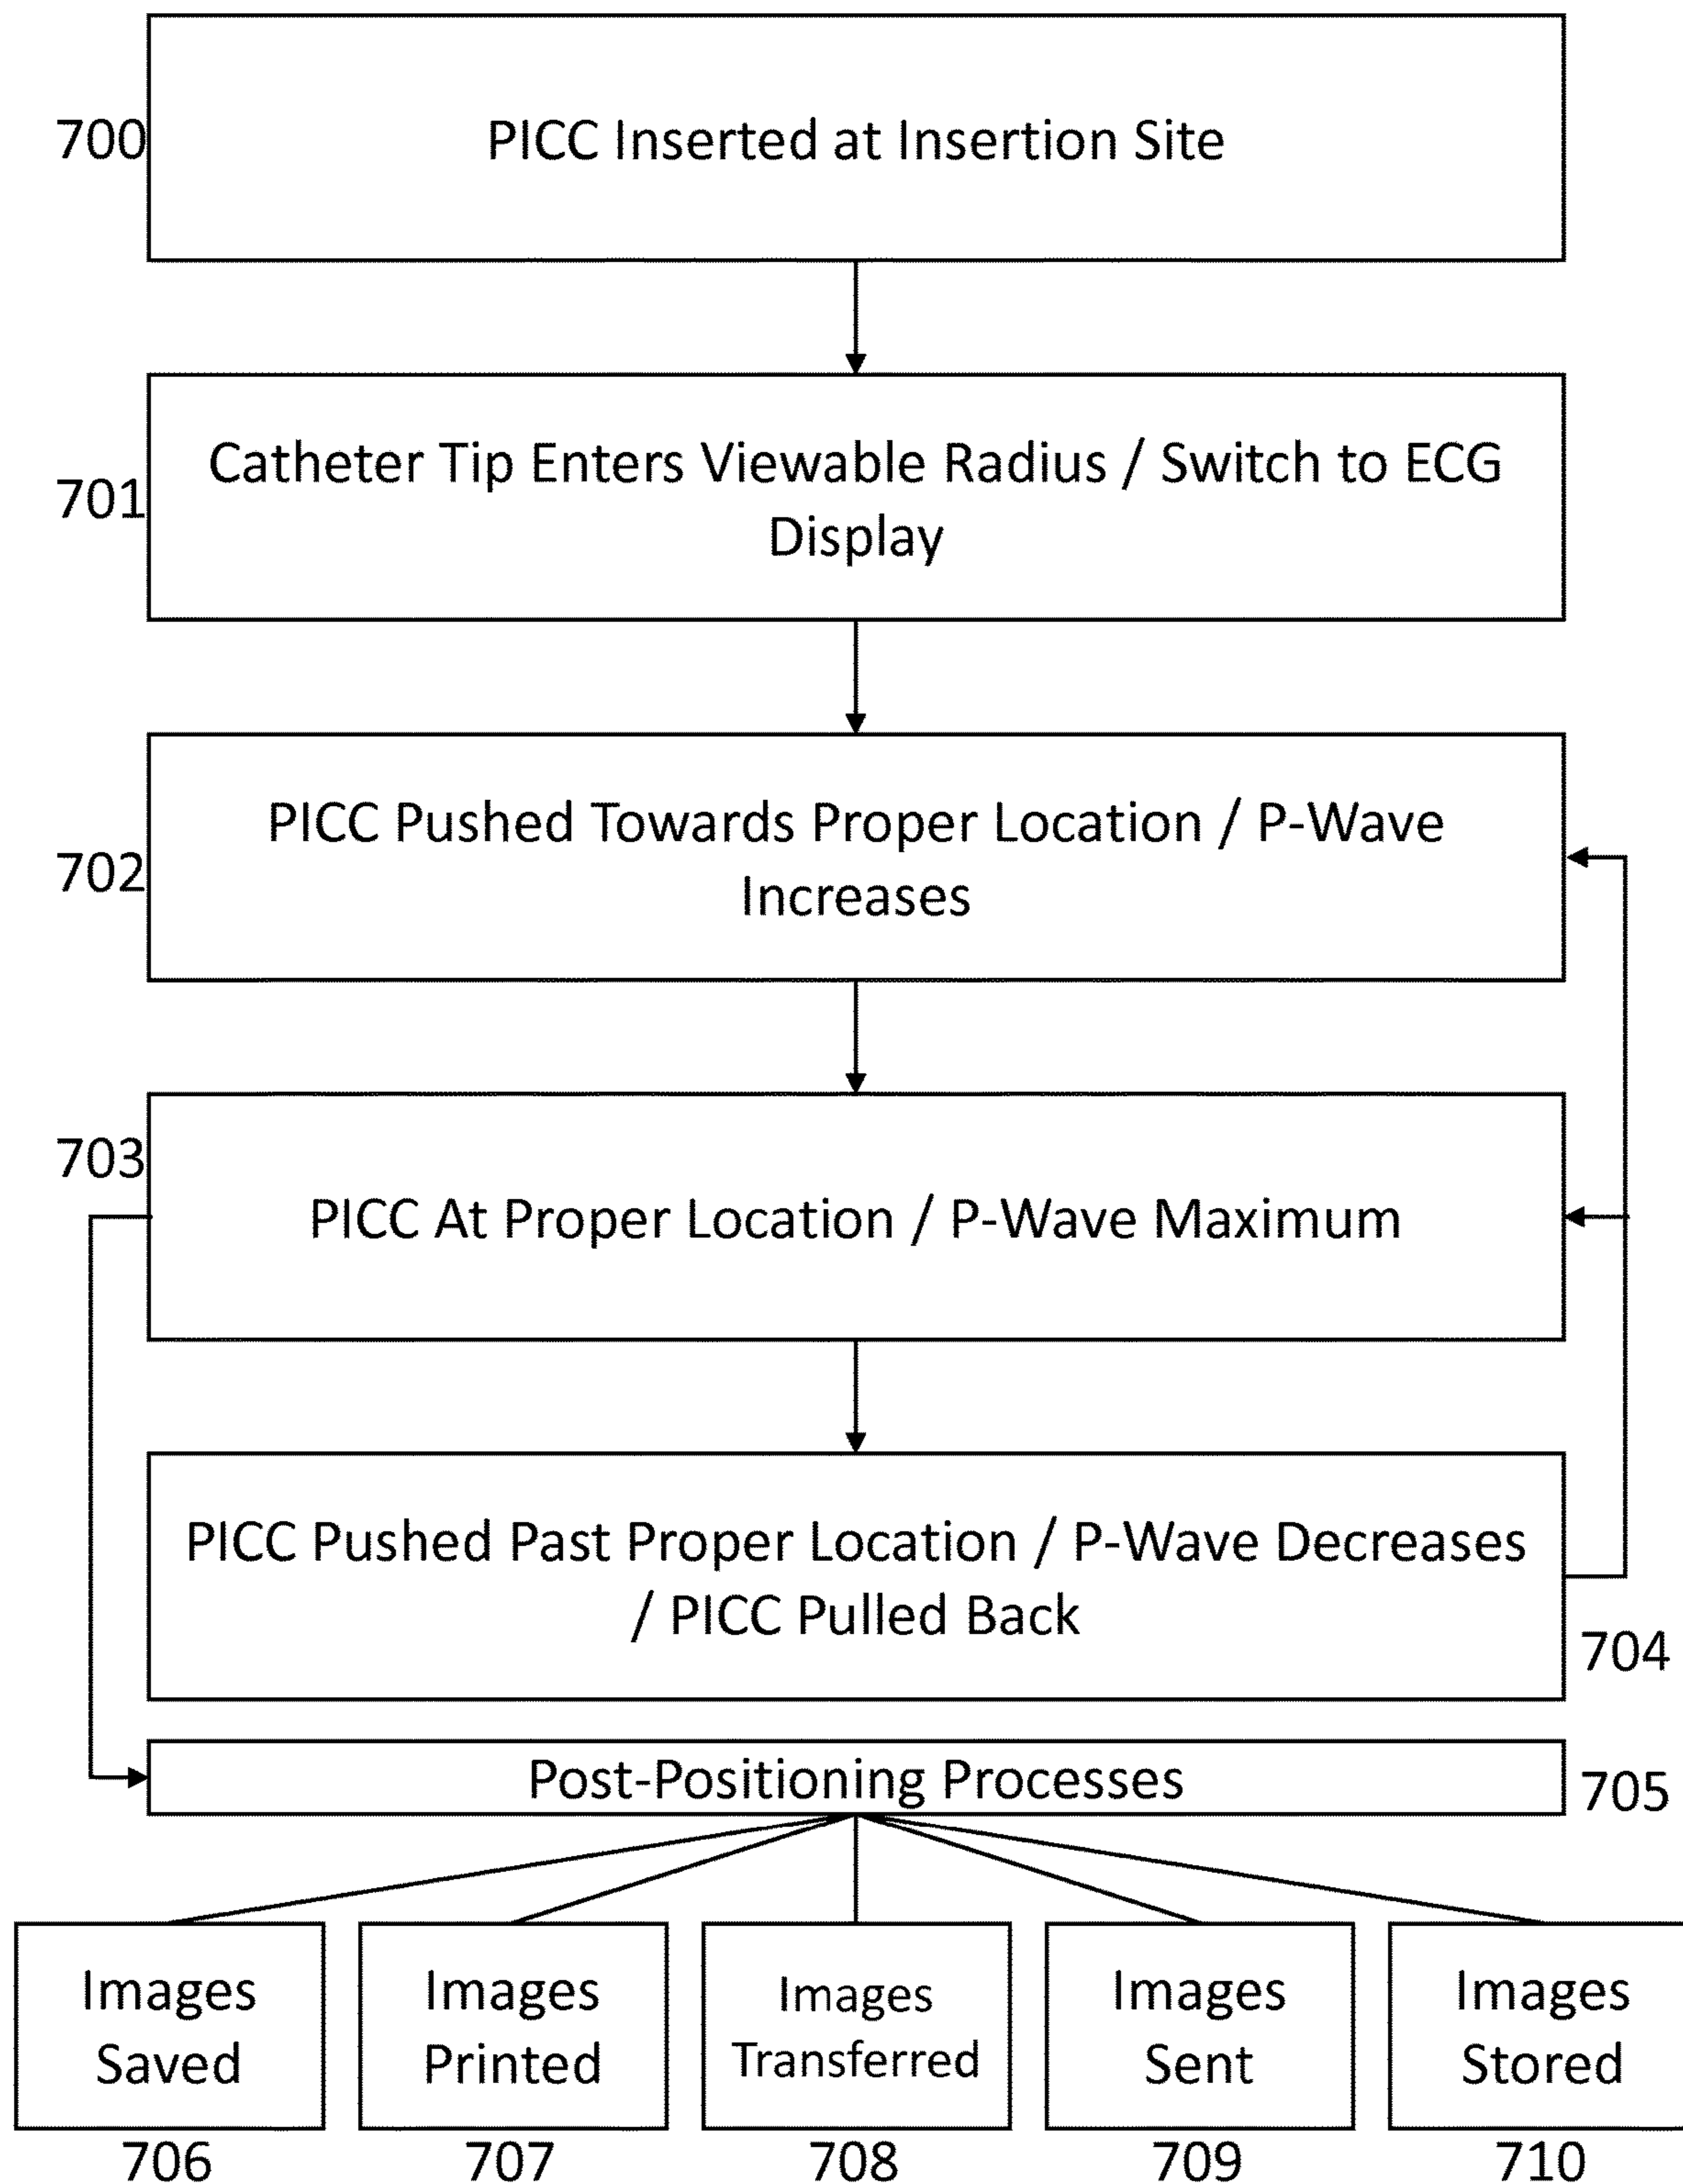 700
PICC Inserted at Insertion Site
701
Catheter Tip Enters Viewable Radius / Switch to ECG
Display
702
PICC Pushed Towards Proper Location / P-Wave
Increases
703
PICC At Proper Location / P-Wave Maximum
PICC Pushed Past Proper Location / P-Wave Decreases
/ PICC Pulled Back
704
Post-Positioning Processes
705
Images
Saved
706
Images
Printed
707
Images
Transferred
708
Images
Sent
709
Images
Stored
710